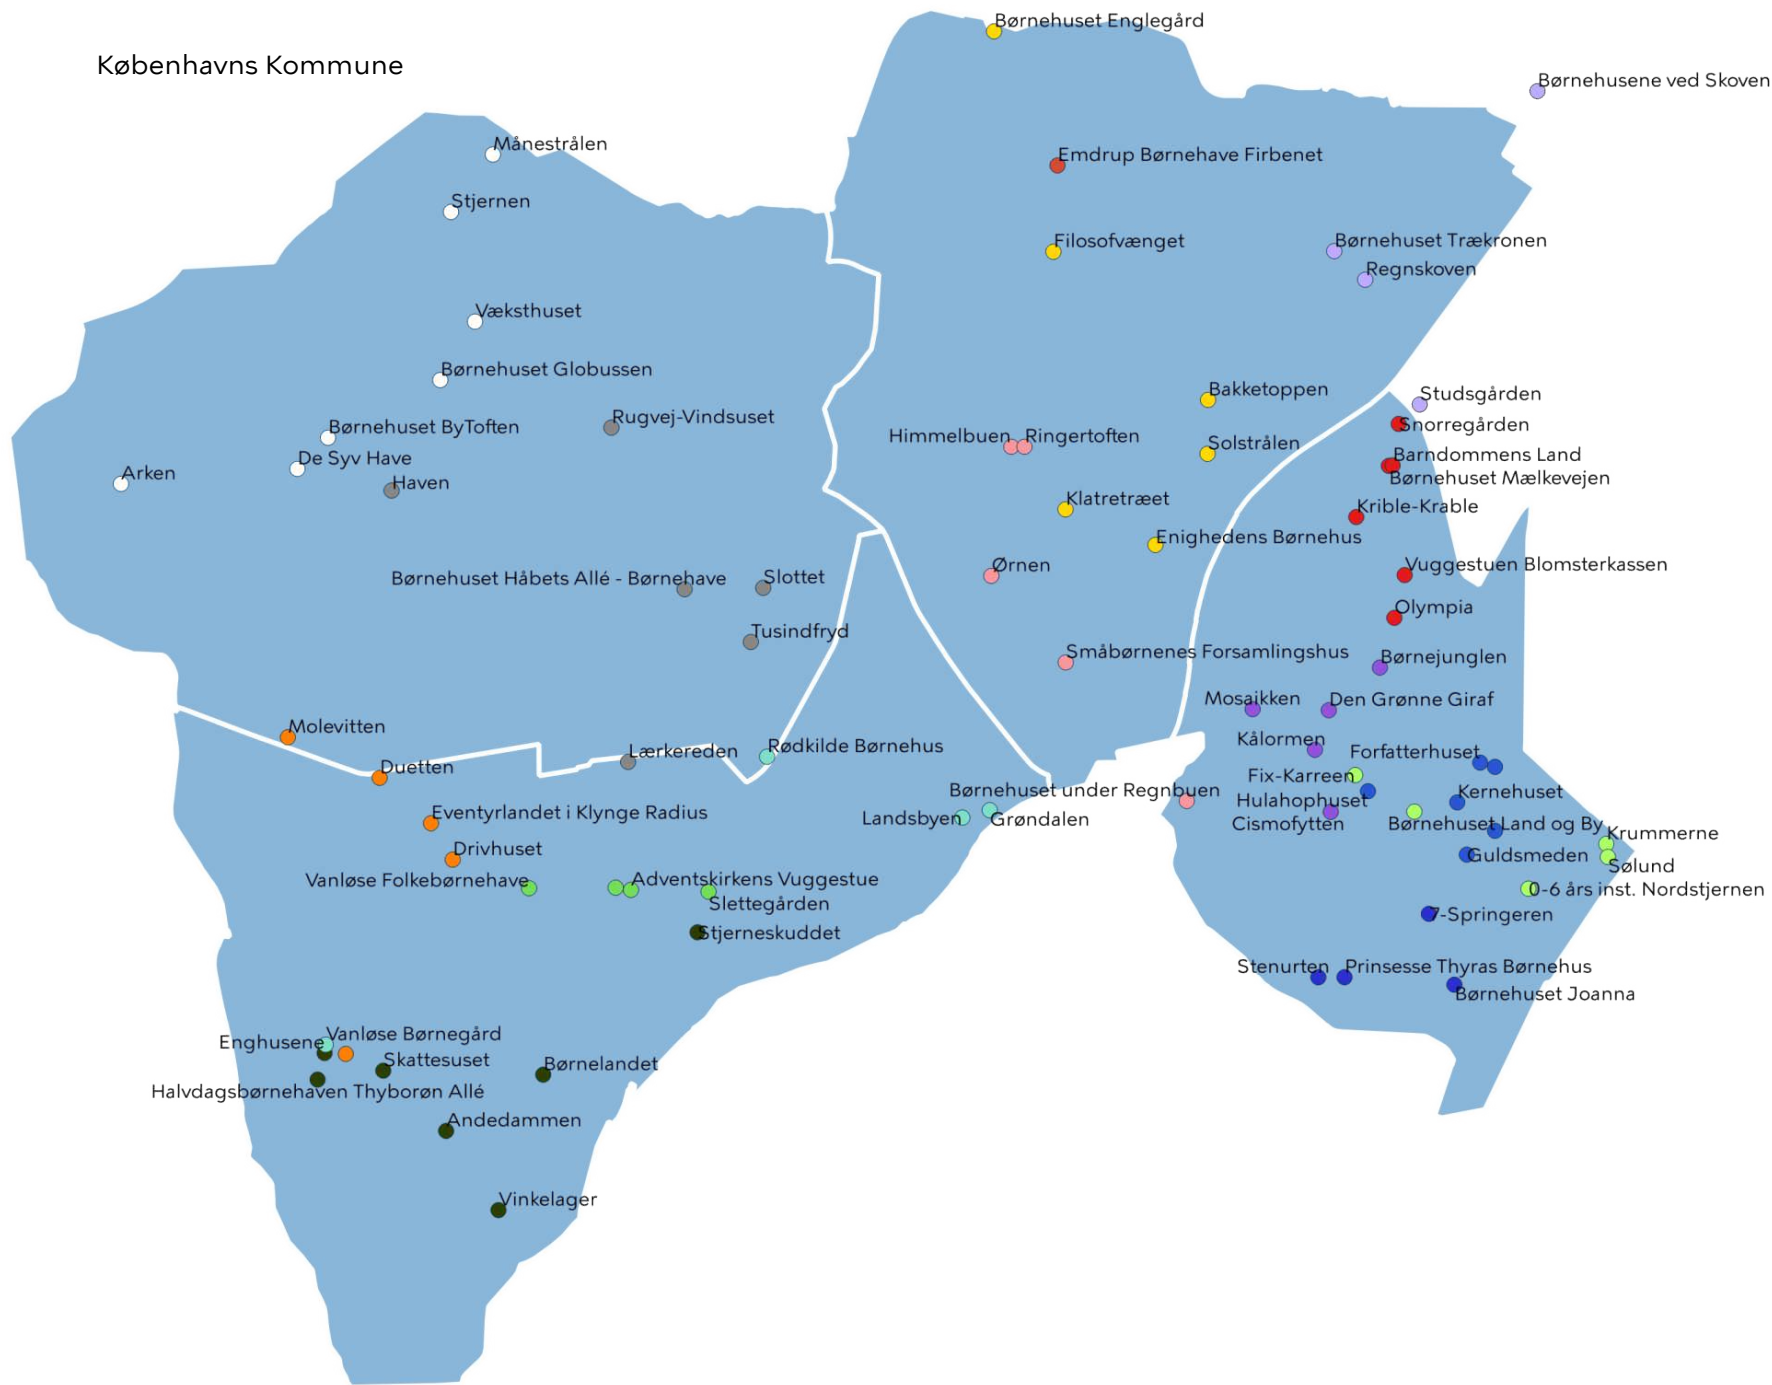 Børnehuset Englegård
Københavns Kommune
Børnehusene ved Skoven
Månestrålen
Emdrup Børnehave Firbenet
Stjernen
Filosofvænget
Børnehuset Trækronen
Regnskoven
Væksthuset
Børnehuset Globussen
Bakketoppen
Studsgården
Rugvej-Vindsuset
Snorregården
Børnehuset ByToften
Himmelbuen
Ringertoften
Solstrålen
De Syv Have
Barndommens Land
Arken
Haven
Børnehuset Mælkevejen
Klatretræet
Krible-Krable
Enighedens Børnehus
Ørnen
Vuggestuen Blomsterkassen
Børnehuset Håbets Allé - Børnehave
Slottet
Olympia
Tusindfryd
Småbørnenes Forsamlingshus
Børnejunglen
Mosaikken
Den Grønne Giraf
Molevitten
Kålormen
Rødkilde Børnehus
Lærkereden
Forfatterhuset
Duetten
Fix-Karreen
Børnehuset under Regnbuen
Kernehuset
Hulahophuset
Eventyrlandet i Klynge Radius
Landsbyen
Grøndalen
Cismofytten
Børnehuset Land og By
Krummerne
Drivhuset
Guldsmeden
Sølund
Vanløse Folkebørnehave
Adventskirkens Vuggestue
0-6 års inst. Nordstjernen
Slettegården
7-Springeren
Stjerneskuddet
Stenurten
Prinsesse Thyras Børnehus
Børnehuset Joanna
Vanløse Børnegård
Enghusene
Skattesuset
Børnelandet
Halvdagsbørnehaven Thyborøn Allé
Andedammen
Vinkelager